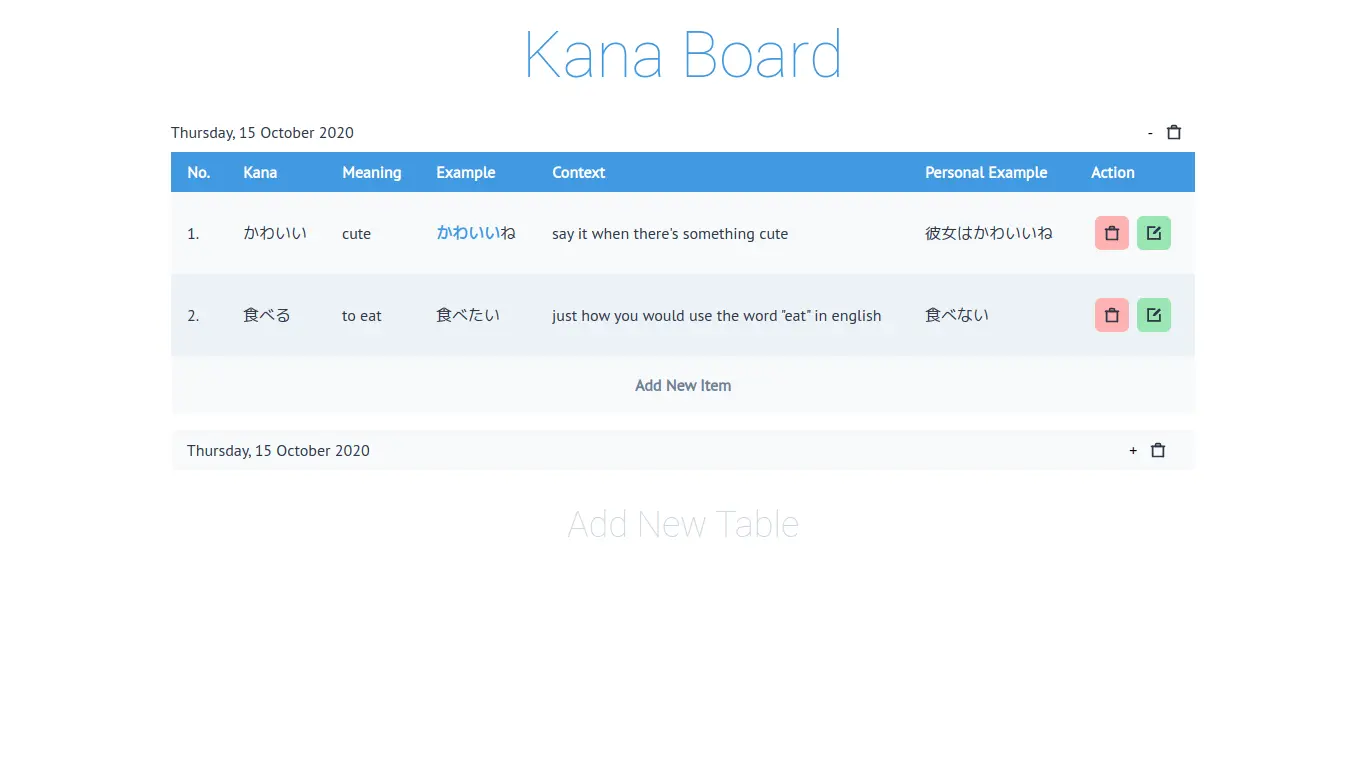 Kana Board
Thursday, 15 October 2020 -
No. Kana Meaning Example Context Personal Example Action
1. かわいい cute かわいいね say it when there's something cute 彼女はかわいいね
2. 食べる to eat 食べたい just how you would use the word "eat" in english 食べない
Add New Item
Thursday, 15 October 2020 +
Add New Table